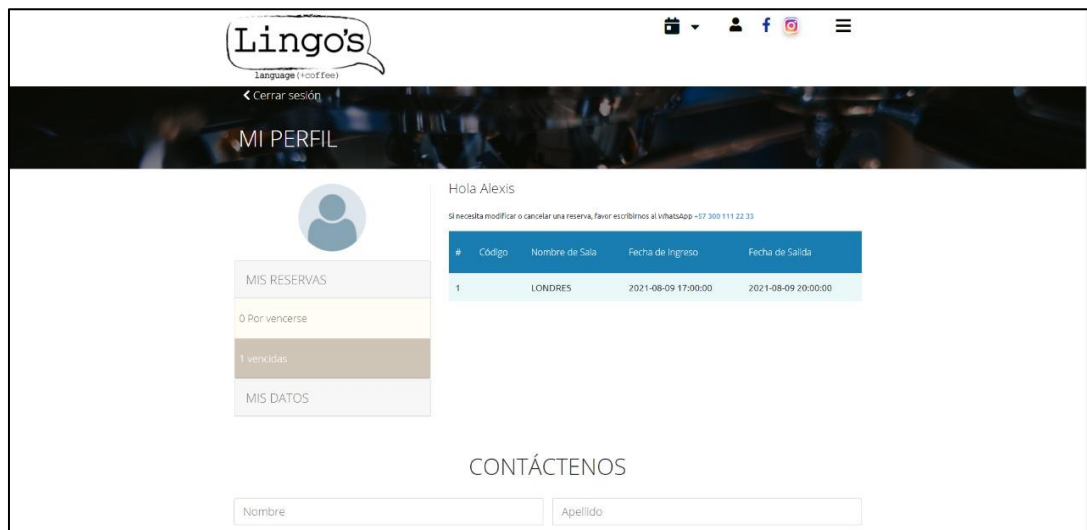 Lingo's
language(+coffee)
Cerrar sesión
MI PERFIL
Hola Alexis
Si necesita modificar o cancelar una reserva, favor escribirnos al WhatsApp +57 300 111 22 33
# Código Nombre de Sala Fecha de Ingreso Fecha de Salida
1 LONDRES 2021-08-09 17:00:00 2021-08-09 20:00:00
MIS RESERVAS
0 Por vencerse
1 vencidas
MIS DATOS
CONTÁCTENOS
Nombre Apellido